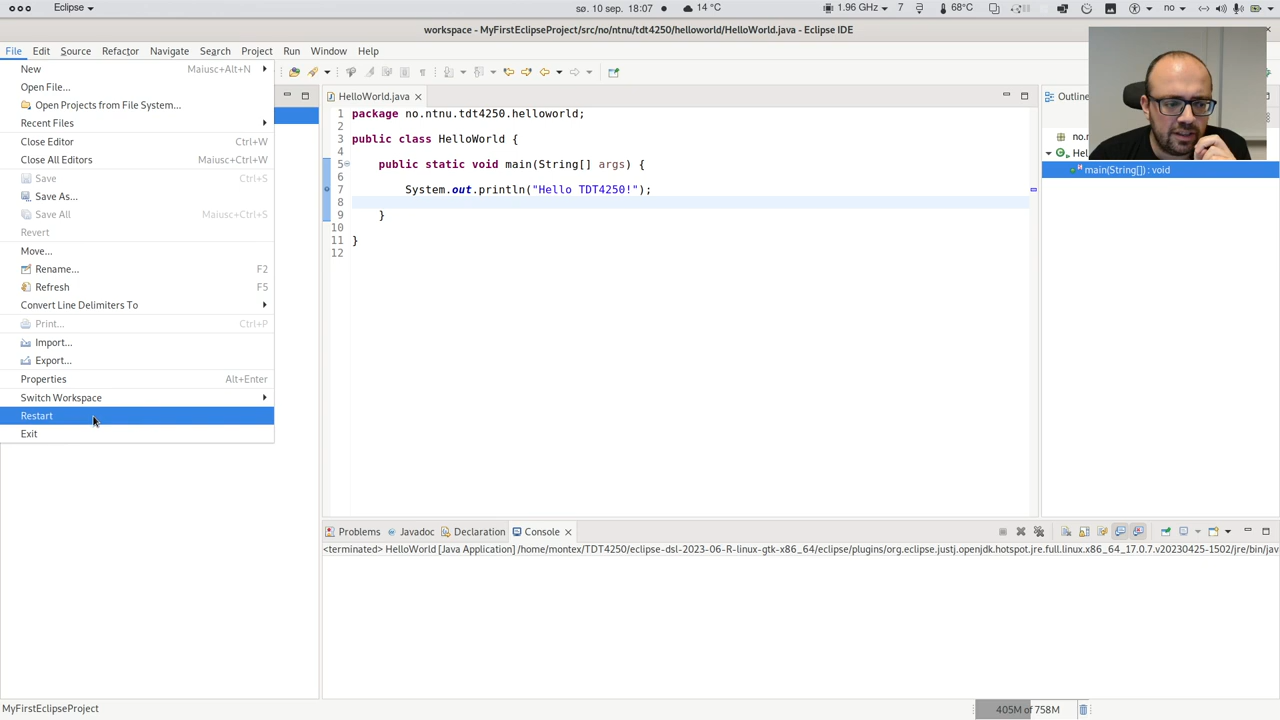 Eclipse
sø. 10 sep. 18:07
14 °C
1.96 GHz
7
68°C
no
workspace - MyFirstEclipseProject/src/no/ntnu/tdt4250/helloworld/HelloWorld.java - Eclipse IDE
File Edit Source Refactor Navigate Search Project Run Window Help
New Maiusc+Alt+N
Open File...
Open Projects from File System...
Recent Files
Close Editor Ctrl+W
Close All Editors Maiusc+Ctrl+W
Save Ctrl+S
Save As...
Save All Maiusc+Ctrl+S
Revert
Move...
Rename... F2
Refresh F5
Convert Line Delimiters To
Print... Ctrl+P
Import...
Export...
Properties Alt+Enter
Switch Workspace
Restart
Exit
HelloWorld.java
1 package no.ntnu.tdt4250.helloworld;
2
3 public class HelloWorld {
4
5 public static void main(String[] args) {
6
7 System.out.println("Hello TDT4250!");
8
9 }
10
11 }
12
Outline
no.
Hel
main(String[]) : void
Problems Javadoc Declaration Console
<terminated> HelloWorld [Java Application] /home/montex/TDT4250/eclipse-dsl-2023-06-R-linux-gtk-x86_64/eclipse/plugins/org.eclipse.justj.openjdk.hotspot.jre.full.linux.x86_64_17.0.7.v20230425-1502/jre/bin/jav
MyFirstEclipseProject
405M of 758M